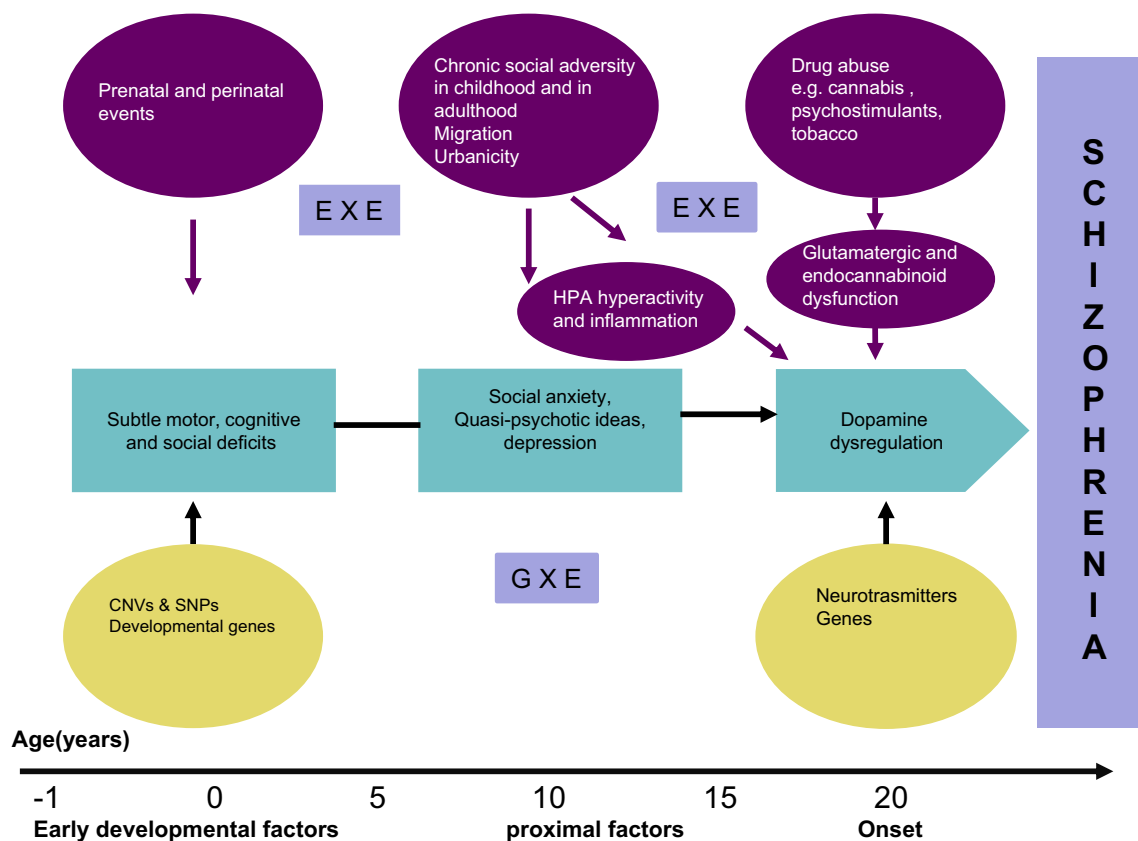 Prenatal and perinatal
events
Chronic social adversity
in childhood and in
adulthood
Migration
Urbanicity
Drug abuse
e.g. cannabis ,
psychostimulants,
tobacco
E X E
E X E
HPA hyperactivity
and inflammation
Glutamatergic and
endocannabinoid
dysfunction
Subtle motor, cognitive
and social deficits
Social anxiety,
Quasi-psychotic ideas,
depression
Dopamine
dysregulation
G X E
CNVs & SNPs
Developmental genes
Neurotrasmitters
Genes
S
C
H
I
Z
O
P
H
R
E
N
I
A
Age(years)
-1 0 5 10 15 20
Early developmental factors proximal factors Onset